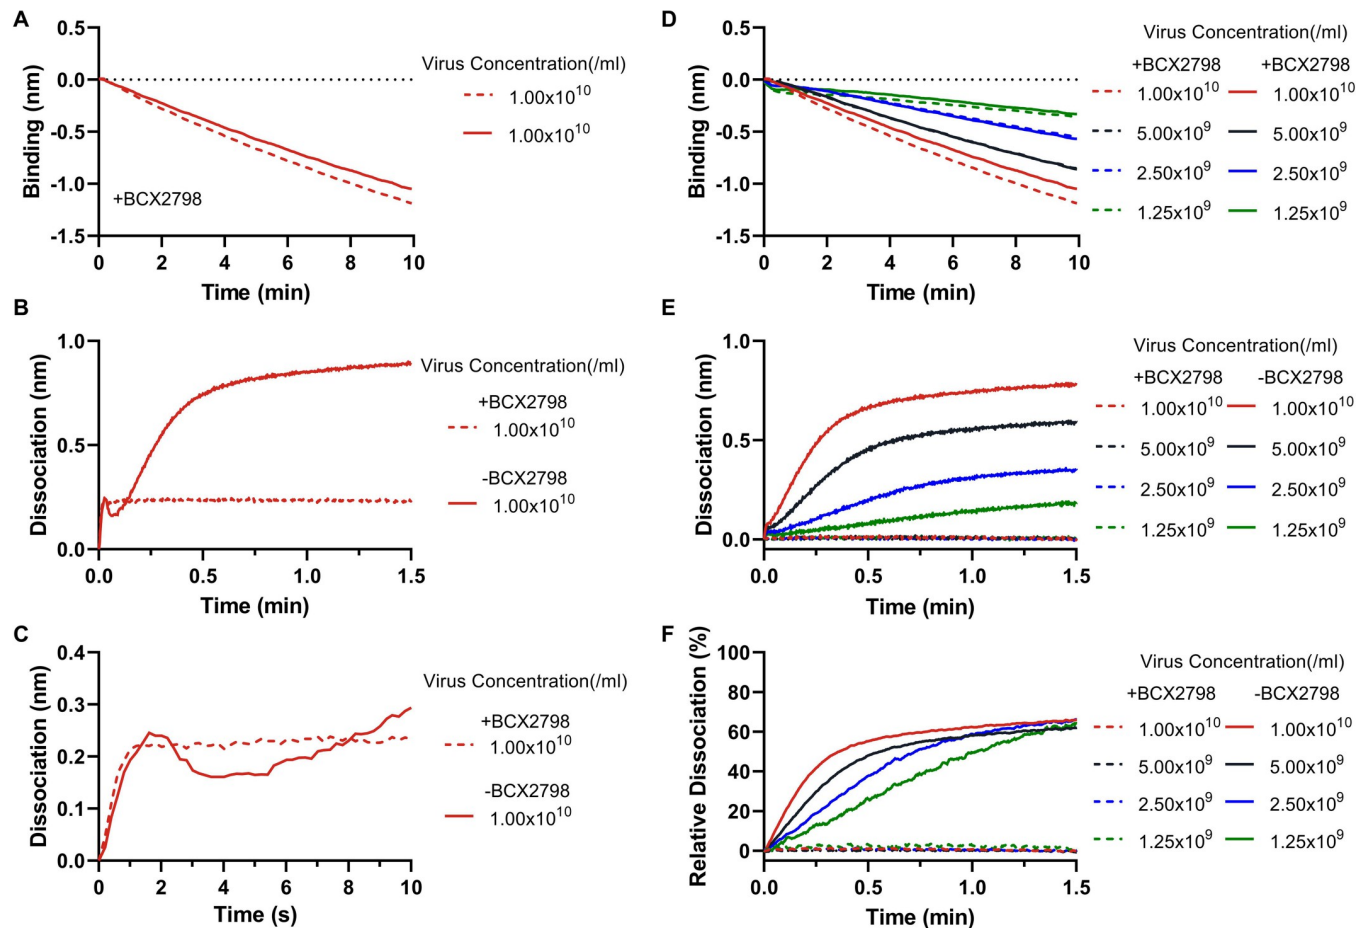 A
Binding (nm)
0.5
0.0
-0.5
-1.0
-1.5
+BCX2798
0 2 4 6 8 10
Time (min)
Virus Concentration(/ml)
1.00x10¹⁰
1.00x10¹⁰
B
Dissociation (nm)
1.0
0.5
0.0
0.0 0.5 1.0 1.5
Time (min)
Virus Concentration(/ml)
+BCX2798
1.00x10¹⁰
-BCX2798
1.00x10¹⁰
C
Dissociation (nm)
0.4
0.3
0.2
0.1
0.0
0 2 4 6 8 10
Time (s)
Virus Concentration(/ml)
+BCX2798
1.00x10¹⁰
-BCX2798
1.00x10¹⁰
D
Binding (nm)
0.5
0.0
-0.5
-1.0
-1.5
0 2 4 6 8 10
Time (min)
Virus Concentration(/ml)
+BCX2798 +BCX2798
1.00x10¹⁰ 1.00x10¹⁰
5.00x10⁹ 5.00x10⁹
2.50x10⁹ 2.50x10⁹
1.25x10⁹ 1.25x10⁹
E
Dissociation (nm)
1.0
0.5
0.0
0.0 0.5 1.0 1.5
Time (min)
Virus Concentration(/ml)
+BCX2798 -BCX2798
1.00x10¹⁰ 1.00x10¹⁰
5.00x10⁹ 5.00x10⁹
2.50x10⁹ 2.50x10⁹
1.25x10⁹ 1.25x10⁹
F
Relative Dissociation (%)
100
80
60
40
20
0
0.0 0.5 1.0 1.5
Time (min)
Virus Concentration(/ml)
+BCX2798 -BCX2798
1.00x10¹⁰ 1.00x10¹⁰
5.00x10⁹ 5.00x10⁹
2.50x10⁹ 2.50x10⁹
1.25x10⁹ 1.25x10⁹